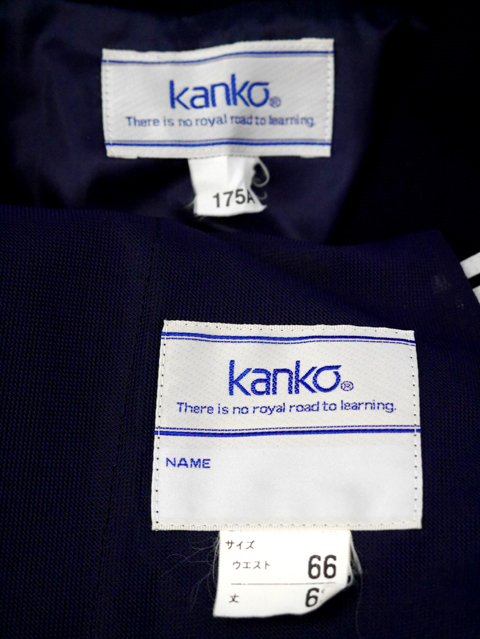 kanko®
There is no royal road to learning.
175A
kanko®
There is no royal road to learning.
NAME
サイズ
ウエスト 66
丈